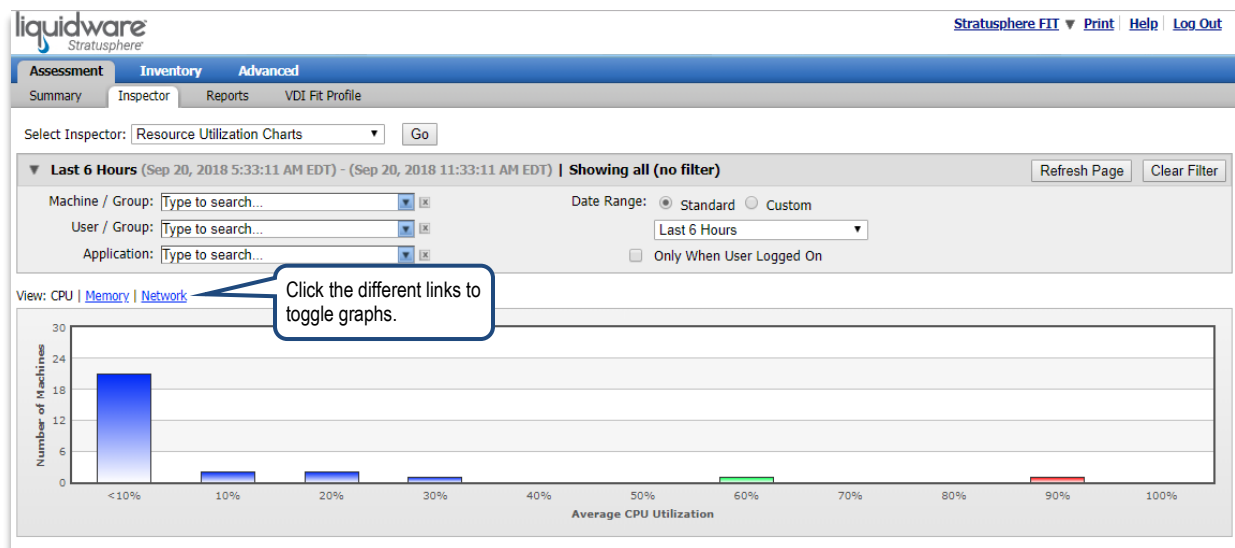 liquidware
Stratusphere
Stratusphere FIT ▼ Print | Help | Log Out
Assessment Inventory Advanced
Summary Inspector Reports VDI Fit Profile
Select Inspector: Resource Utilization Charts Go
Last 6 Hours (Sep 20, 2018 5:33:11 AM EDT) - (Sep 20, 2018 11:33:11 AM EDT) | Showing all (no filter) Refresh Page Clear Filter
Machine / Group: Type to search... Date Range: Standard Custom
User / Group: Type to search... Last 6 Hours
Application: Type to search... Only When User Logged On
View: CPU | Memory | Network
Click the different links to
toggle graphs.
Number of Machines
30
24
18
12
6
0
<10% 10% 20% 30% 40% 50% 60% 70% 80% 90% 100%
Average CPU Utilization